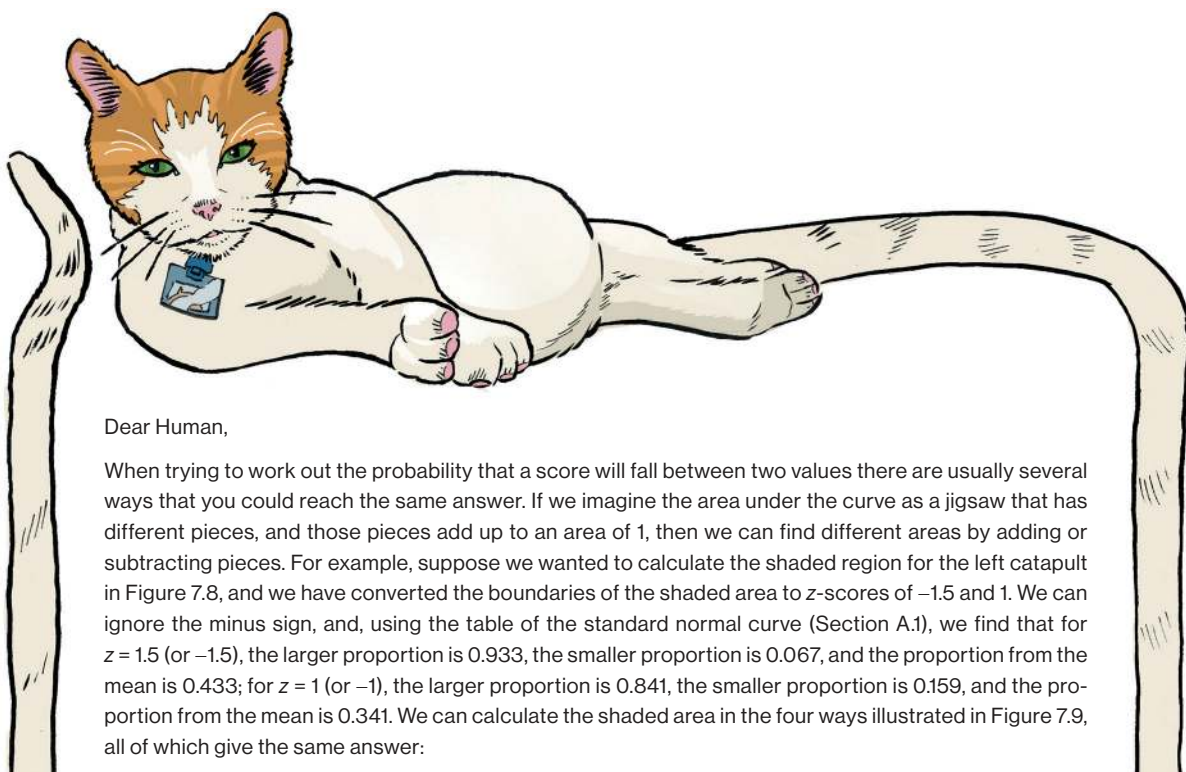 Dear Human,
When trying to work out the probability that a score will fall between two values there are usually several
ways that you could reach the same answer. If we imagine the area under the curve as a jigsaw that has
different pieces, and those pieces add up to an area of 1, then we can find different areas by adding or
subtracting pieces. For example, suppose we wanted to calculate the shaded region for the left catapult
in Figure 7.8, and we have converted the boundaries of the shaded area to z-scores of −1.5 and 1. We can
ignore the minus sign, and, using the table of the standard normal curve (Section A.1), we find that for
z = 1.5 (or −1.5), the larger proportion is 0.933, the smaller proportion is 0.067, and the proportion from the
mean is 0.433; for z = 1 (or −1), the larger proportion is 0.841, the smaller proportion is 0.159, and the pro-
portion from the mean is 0.341. We can calculate the shaded area in the four ways illustrated in Figure 7.9,
all of which give the same answer: